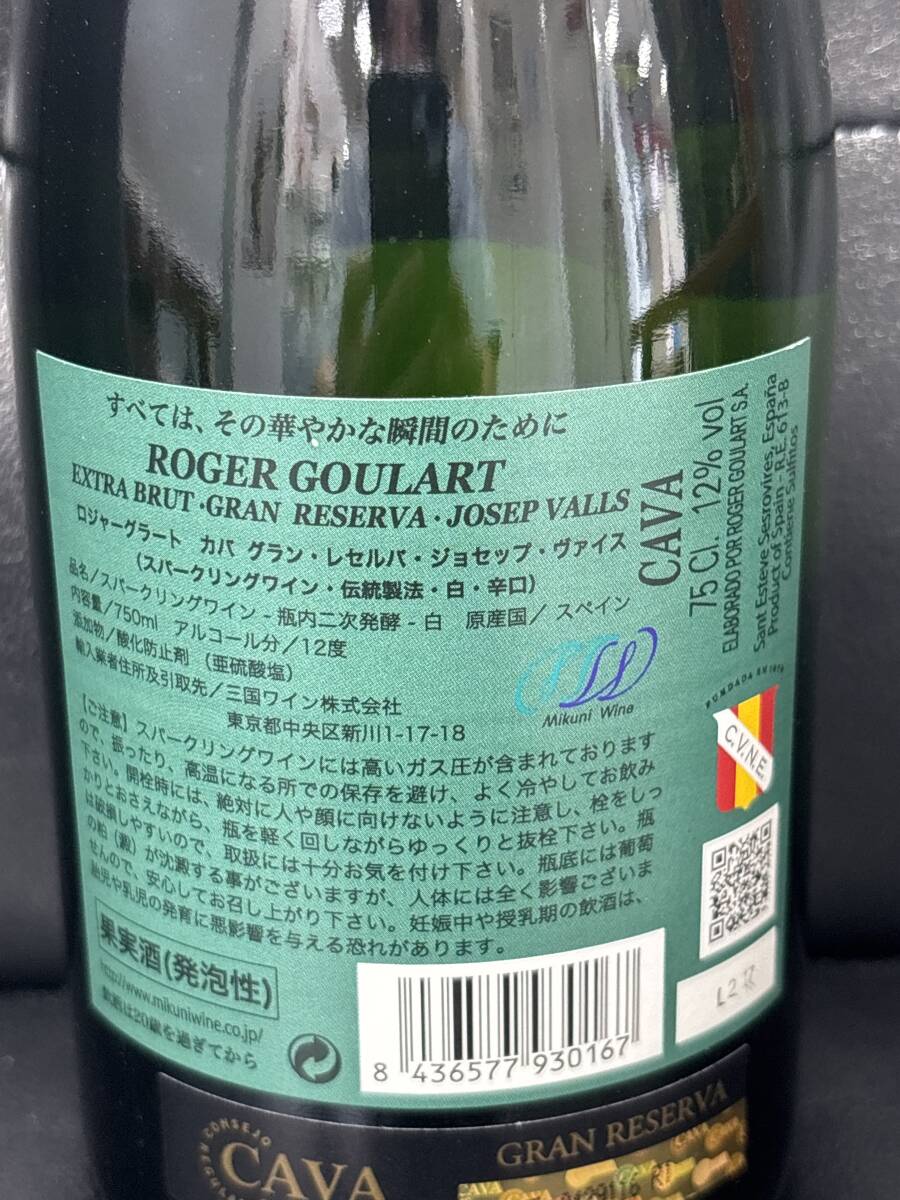 すべては、その華やかな瞬間のために
ROGER GOULART
EXTRA BRUT・GRAN RESERVA・JOSEP VALLS
ロジャーグラート カバ グラン・レセルバ・ジョセップ・ヴァイス
(スパークリングワイン・伝統製法・白・辛口)
品名／スパークリングワイン - 瓶内二次発酵 - 白 原産国／ スペイン
内容量／750ml アルコール分／12度
添加物／酸化防止剤 (亜硫酸塩)
輸入業者住所及引取先／三国ワイン株式会社
東京都中央区新川1-17-18
Mikuni Wine
【ご注意】スパークリングワインには高いガス圧が含まれております
ので、振ったり、高温になる所での保存を避け、よく冷やしてお飲み
下さい。開栓時には、絶対に人や顔に向けないように注意し、栓をしっ
かりとおさえながら、瓶を軽く回しながらゆっくりと抜栓下さい。瓶
は破損しやすいので、取扱には十分お気を付け下さい。瓶底には葡萄
の粕(澱)が沈澱する事がございますが、人体には全く影響ございま
せんので、安心してお召し上がり下さい。妊娠中や授乳期の飲酒は、
胎児や乳児の発育に悪影響を与える恐れがあります。
果実酒(発泡性)
http://www.mikuniwine.co.jp/
飲酒は20歳を過ぎてから
8 436577 930167
CAVA
75 Cl. 12% vol
ELABORADO POR ROGER GOULART S.A.
Sant Esteve Sesrovires, España
Product of Spain - R.E. 613-B
Contiene Sulfitos
FUNDADA EN 1879
C.V.N.E.
CONSEJO
CAVA
GRAN RESERVA
CAVA